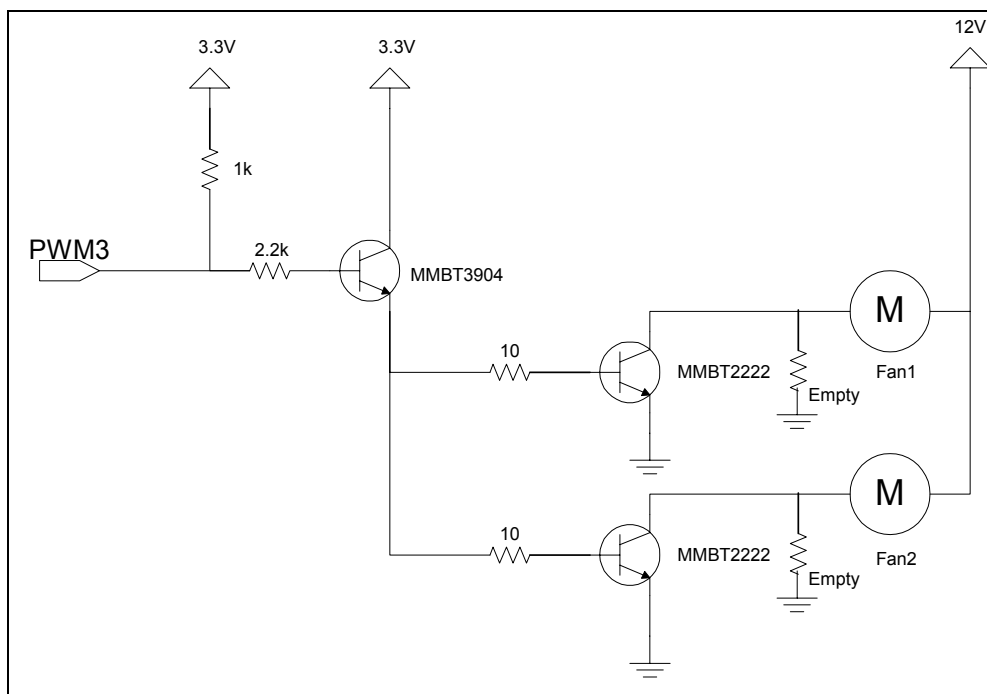 12V
3.3V
3.3V
1k
PWM3
2.2k
MMBT3904
M
10
MMBT2222
Fan1
Empty
M
10
MMBT2222
Fan2
Empty